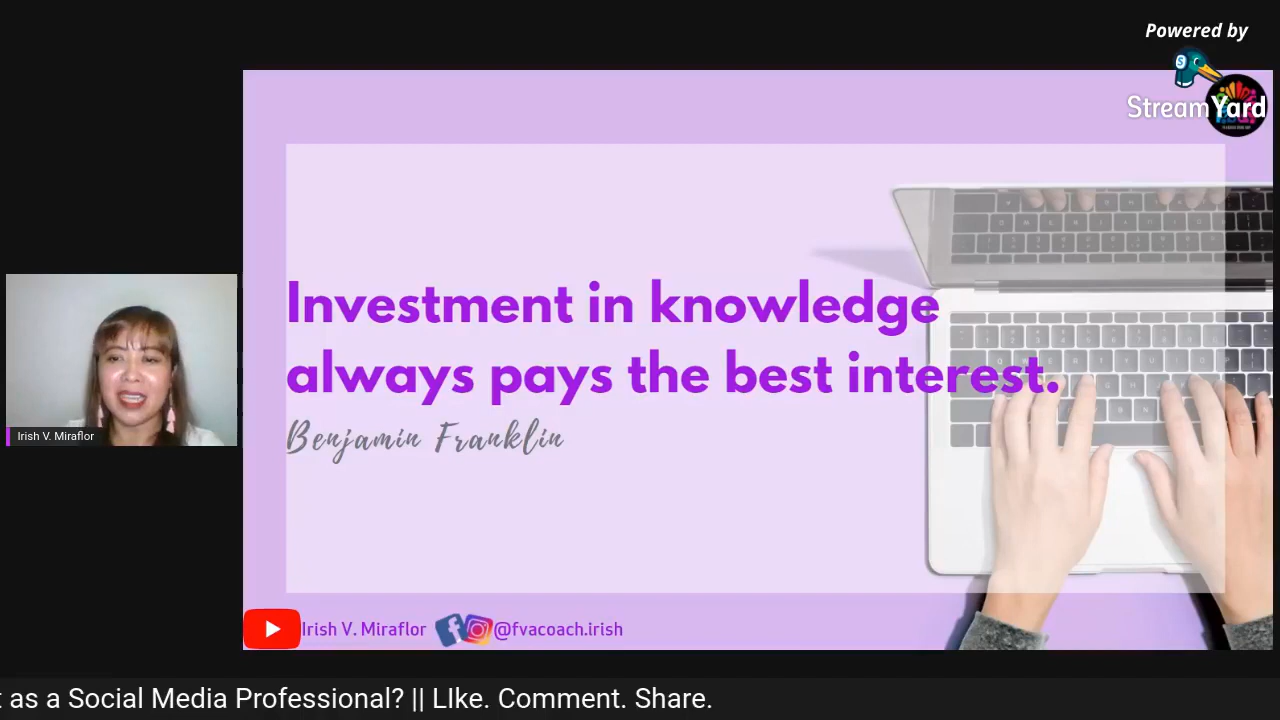 Powered by
StreamYard
Investment in knowledge
always pays the best interest.
Benjamin Franklin
Irish V. Miraflor
Irish V. Miraflor
@fvacoach.irish
as a Social Media Professional? || LIke. Comment. Share.